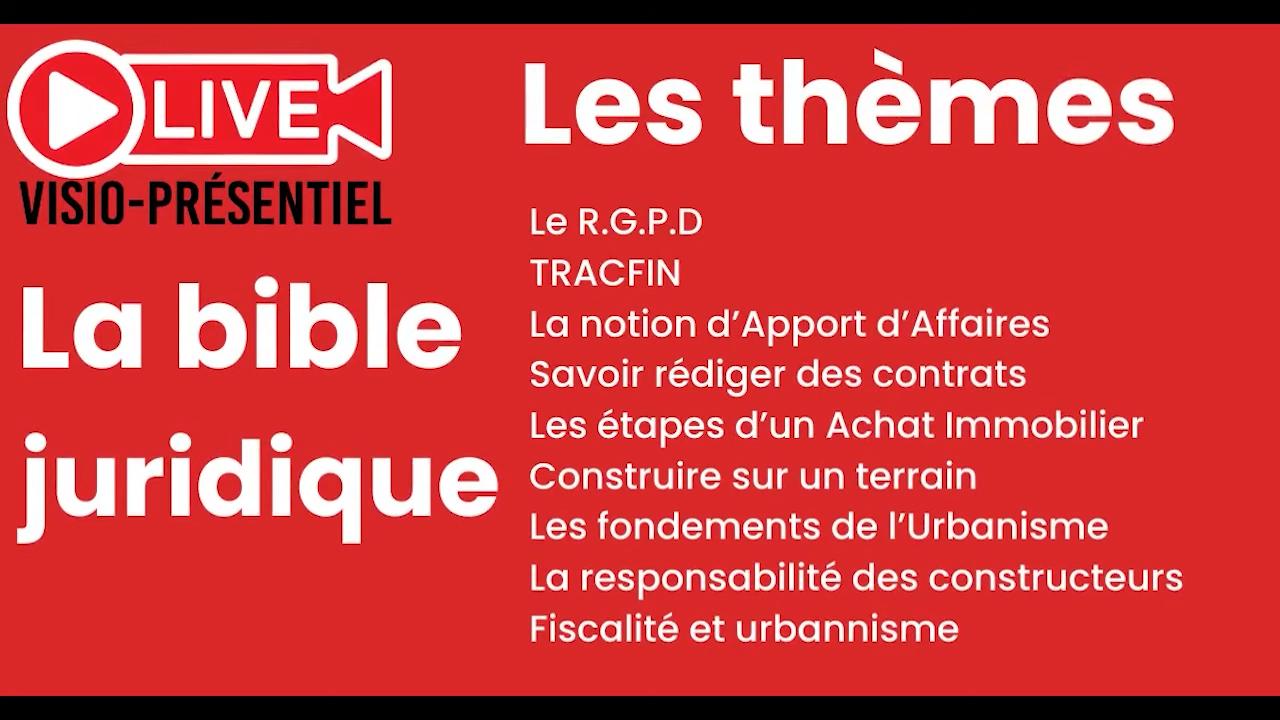 LIVE
VISIO-PRÉSENTIEL
La bible
juridique
Les thèmes
Le R.G.P.D
TRACFIN
La notion d’Apport d’Affaires
Savoir rédiger des contrats
Les étapes d’un Achat Immobilier
Construire sur un terrain
Les fondements de l’Urbanisme
La responsabilité des constructeurs
Fiscalité et urbannisme